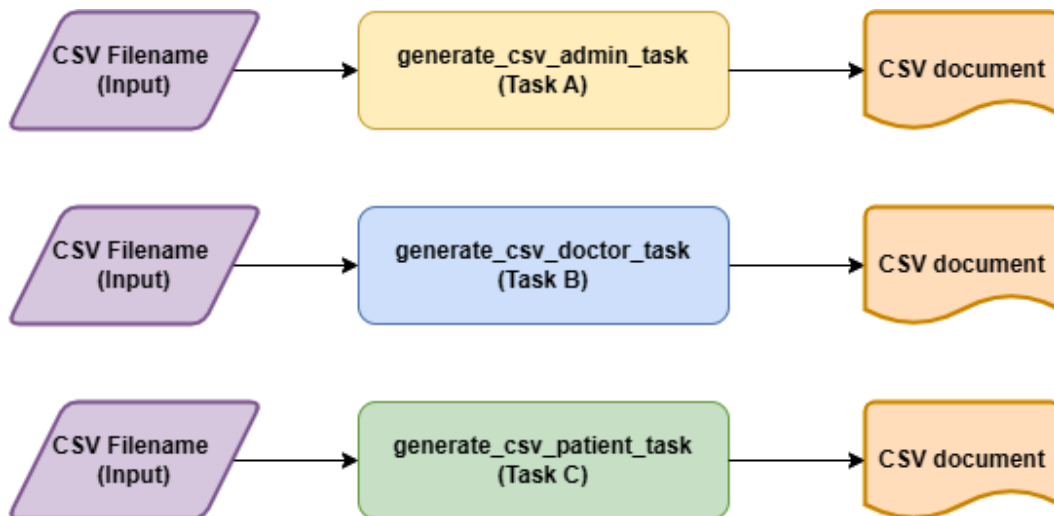 CSV Filename
(Input)
generate_csv_admin_task
(Task A)
CSV document
CSV Filename
(Input)
generate_csv_doctor_task
(Task B)
CSV document
CSV Filename
(Input)
generate_csv_patient_task
(Task C)
CSV document